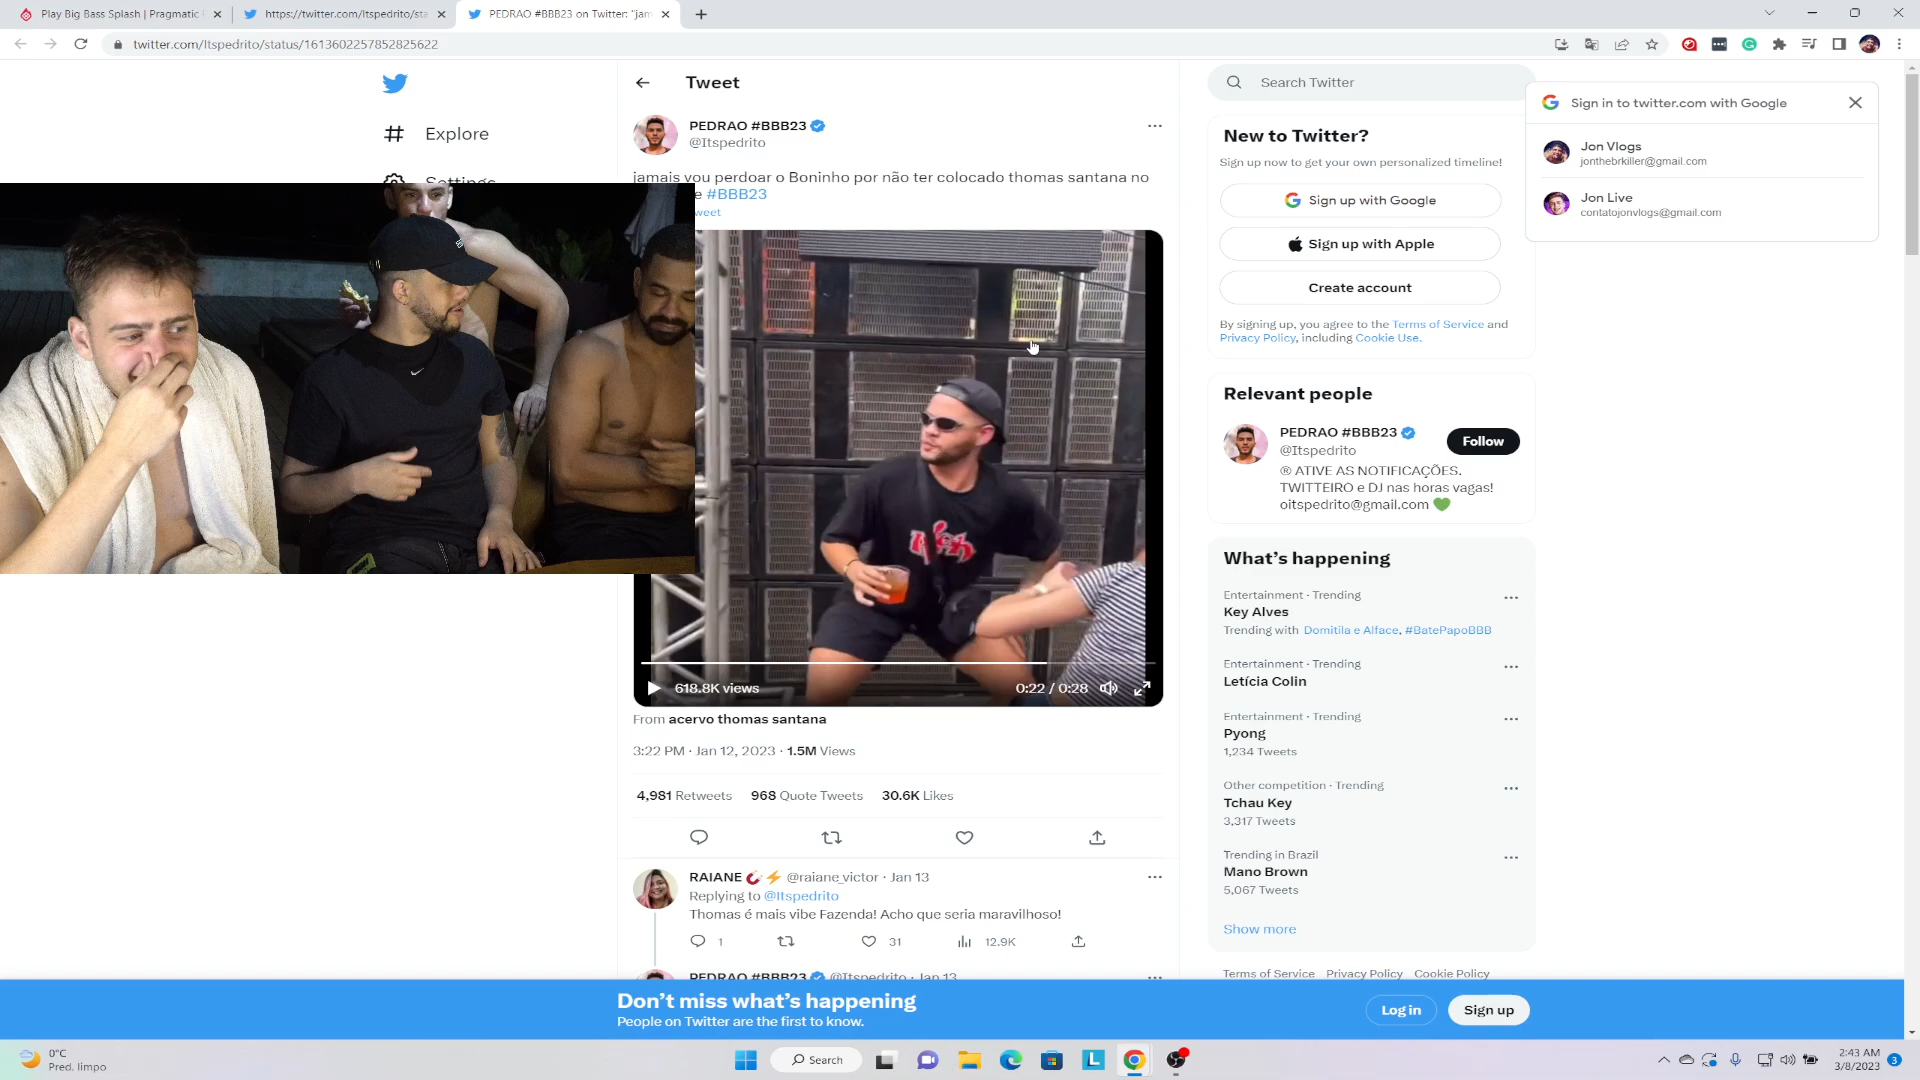 Play Big Bass Splash | Pragmatic
https://twitter.com/Itspedrito/sta
PEDRAO #BBB23 on Twitter: "jam
twitter.com/Itspedrito/status/1613602257852825622
Explore
Settings
Tweet
PEDRAO #BBB23
@Itspedrito
jamais vou perdoar o Boninho por não ter colocado thomas santana no
e #BBB23
weet
618.8K views
0:22 / 0:28
From acervo thomas santana
3:22 PM · Jan 12, 2023 · 1.5M Views
4,981 Retweets 968 Quote Tweets 30.6K Likes
RAIANE @raiane_victor · Jan 13
Replying to @Itspedrito
Thomas é mais vibe Fazenda! Acho que seria maravilhoso!
1 31 12.9K
PEDRAO #BBB23 @Itspedrito · Jan 13
Search Twitter
New to Twitter?
Sign up now to get your own personalized timeline!
Sign up with Google
Sign up with Apple
Create account
By signing up, you agree to the Terms of Service and
Privacy Policy, including Cookie Use.
Relevant people
PEDRAO #BBB23
@Itspedrito
Follow
® ATIVE AS NOTIFICAÇÕES.
TWITTEIRO e DJ nas horas vagas!
oitspedrito@gmail.com
What's happening
Entertainment · Trending
Key Alves
Trending with Domitila e Alface, #BatePapoBBB
Entertainment · Trending
Letícia Colin
Entertainment · Trending
Pyong
1,234 Tweets
Other competition · Trending
Tchau Key
3,317 Tweets
Trending in Brazil
Mano Brown
5,067 Tweets
Show more
Terms of Service Privacy Policy Cookie Policy
Sign in to twitter.com with Google
Jon Vlogs
jonthebrkiller@gmail.com
Jon Live
contatojonvlogs@gmail.com
Don't miss what's happening
People on Twitter are the first to know.
Log in
Sign up
0°C
Pred. limpo
Search
2:43 AM
3/8/2023
3